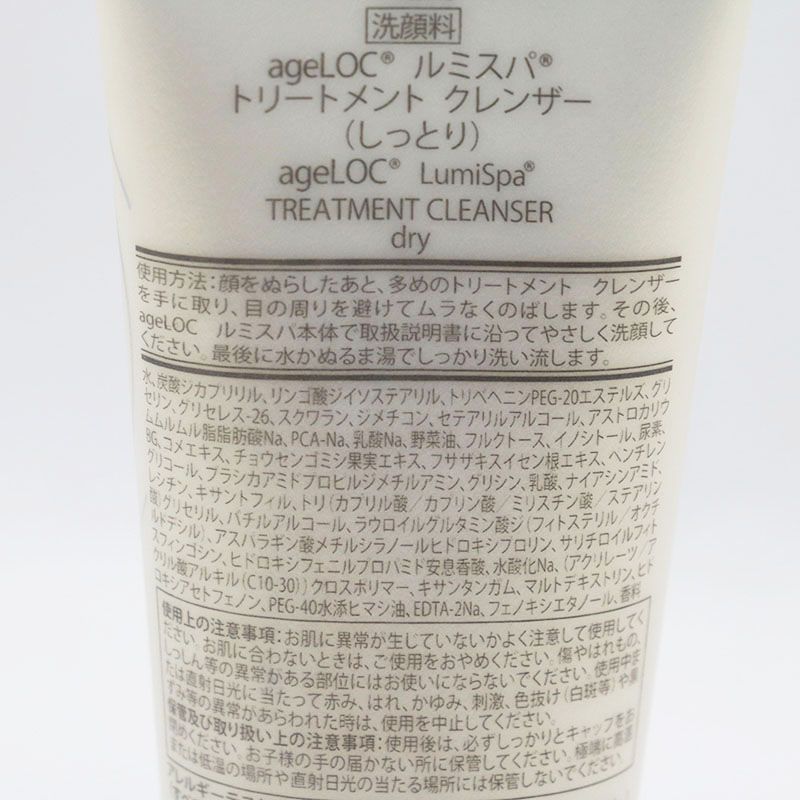 洗顔料
ageLOC® ルミスパ®
トリートメント クレンザー
(しっとり)
ageLOC® LumiSpa®
TREATMENT CLEANSER
dry
使用方法:顔をぬらしたあと、多めのトリートメント クレンザー
を手に取り、目の周りを避けてムラなくのばします。その後、
ageLOC ルミスパ本体で取扱説明書に沿ってやさしく洗顔して
ください。最後に水かぬるま湯でしっかり洗い流します。
水、炭酸ジカプリリル、リンゴ酸ジイソステアリル、トリベヘニンPEG-20エステルズ、グリ
セリン、グリセレス-26、スクワラン、ジメチコン、セテアリルアルコール、アストロカリウ
ムムルムル脂脂肪酸Na、PCA-Na、乳酸Na、野菜油、フルクトース、イノシトール、尿素、
BG、コメエキス、チョウセンゴミシ果実エキス、フサザキスイセン根エキス、ペンチレン
グリコール、ブラシカアミドプロピルジメチルアミン、グリシン、乳酸、ナイアシンアミド、
レシチン、キサントフィル、トリ(カプリル酸/カプリン酸/ミリスチン酸/ステアリン
酸)グリセリル、バチルアルコール、ラウロイルグルタミン酸ジ(フィトステリル/オクチ
ルドデシル)、アスパラギン酸メチルシラノールヒドロキシプロリン、サリチロイルフィト
スフィンゴシン、ヒドロキシフェニルプロパミド安息香酸、水酸化Na、(アクリレーツ/ア
クリル酸アルキル(C10-30))クロスポリマー、キサンタンガム、マルトデキストリン、ヒド
ロキシアセトフェノン、PEG-40水添ヒマシ油、EDTA-2Na、フェノキシエタノール、香料
使用上の注意事項:お肌に異常が生じていないかよく注意して使用してく
ださい。お肌に合わないときは、ご使用をおやめください。傷やはれもの、
しっしん等の異常がある部位にはお使いにならないでください。使用中ま
たは直射日光に当たって赤み、はれ、かゆみ、刺激、色抜け(白斑等)や黒
ずみ等の異常があらわれた時は、使用を中止してください。
保管及び取り扱い上の注意事項:使用後は、必ずしっかりとキャップをお
閉めください。お子様の手の届かない所に保管してください。極端に高温
または低温の場所や直射日光の当たる場所には保管しないでください。
アレルギーテスト